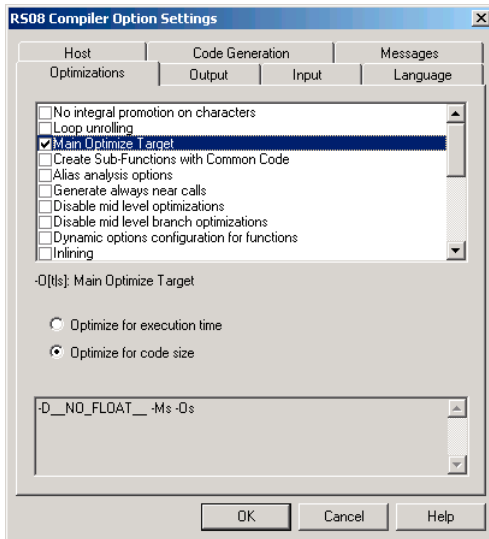 RS08 Compiler Option Settings
Host
Code Generation
Messages
Optimizations
Output
Input
Language
No integral promotion on characters
Loop unrolling
Main Optimize Target
Create Sub-Functions with Common Code
Alias analysis options
Generate always near calls
Disable mid level optimizations
Disable mid level branch optimizations
Dynamic options configuration for functions
Inlining
-O[t|s]: Main Optimize Target
Optimize for execution time
Optimize for code size
-D__NO_FLOAT__ -Ms -Os
OK
Cancel
Help